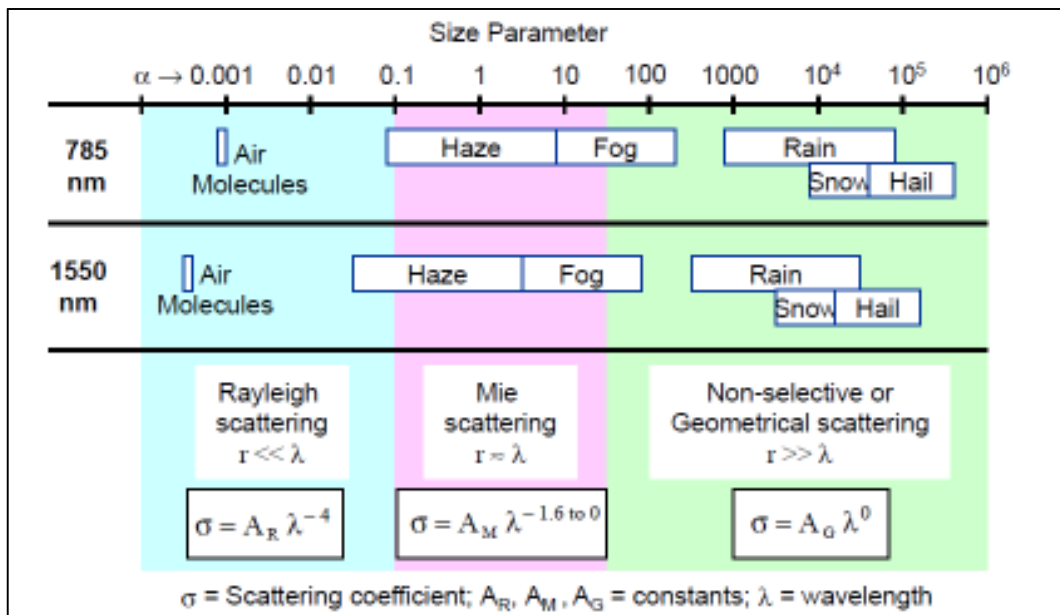 Size Parameter
α → 0.001 0.01 0.1 1 10 100 1000 10⁴ 10⁵ 10⁶
785 nm
Air Molecules
Haze
Fog
Rain
Snow
Hail
1550 nm
Air Molecules
Haze
Fog
Rain
Snow
Hail
Rayleigh
scattering
r << λ
Mie
scattering
r ≈ λ
Non-selective or
Geometrical scattering
r >> λ
σ = A_R λ⁻⁴
σ = A_M λ^(−1.6 to 0)
σ = A_G λ⁰
σ = Scattering coefficient; A_R, A_M, A_G = constants; λ = wavelength